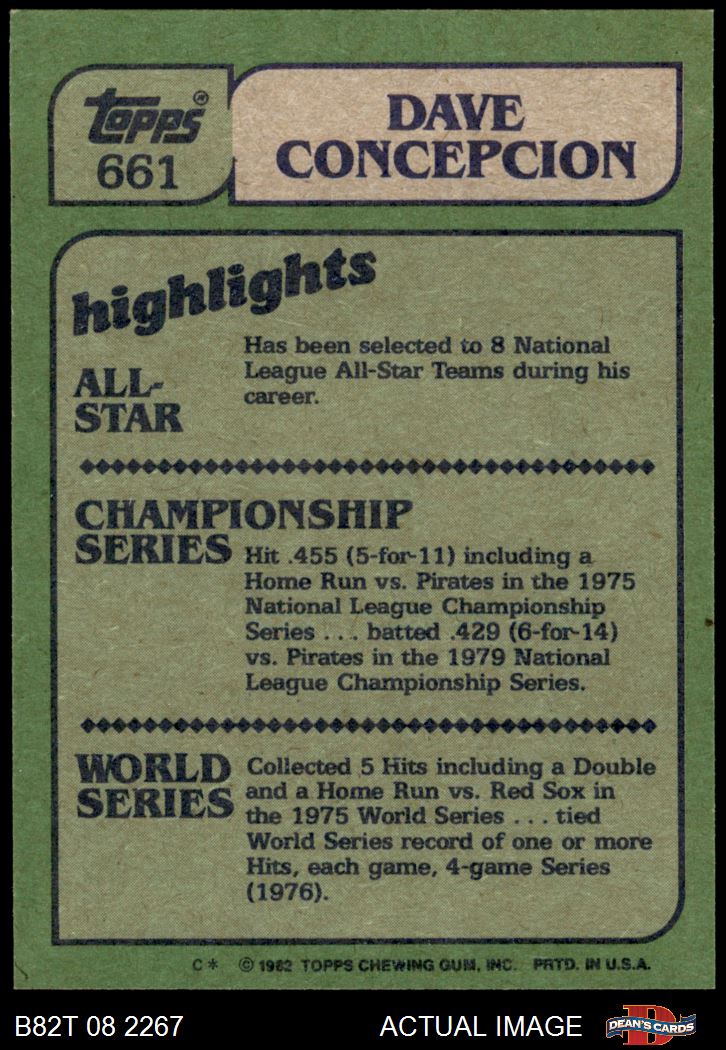 topps®
661
DAVE
CONCEPCION
highlights
ALL-
STAR
Has been selected to 8 National
League All-Star Teams during his
career.
CHAMPIONSHIP
SERIES
Hit .455 (5-for-11) including a
Home Run vs. Pirates in the 1975
National League Championship
Series . . . batted .429 (6-for-14)
vs. Pirates in the 1979 National
League Championship Series.
WORLD
SERIES
Collected 5 Hits including a Double
and a Home Run vs. Red Sox in
the 1975 World Series . . . tied
World Series record of one or more
Hits, each game, 4-game Series
(1976).
C* © 1982 TOPPS CHEWING GUM, INC. PRTD. IN U.S.A.
B82T 08 2267 ACTUAL IMAGE
D
DEAN'S CARDS